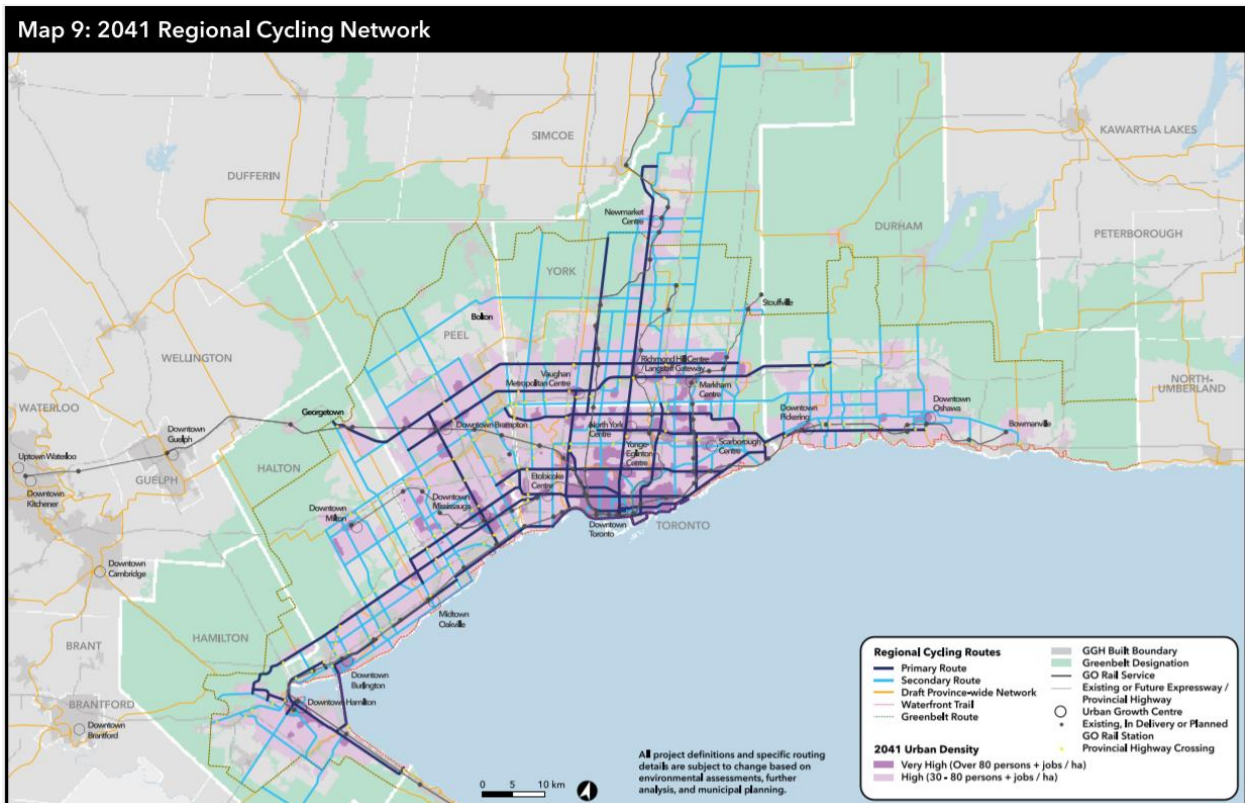 Map 9: 2041 Regional Cycling Network
SIMCOE
KAWARTHA LAKES
DUFFERIN
Newmarket
Centre
DURHAM
PETERBOROUGH
YORK
Stouffville
Bolton
PEEL
WELLINGTON
Richmond Hill Centre
/ Langstaff Gateway
Vaughan
Metropolitan Centre
Markham
Centre
NORTH-
UMBERLAND
WATERLOO
Georgetown
Downtown Brampton
North York
Centre
Downtown
Pickering
Downtown
Oshawa
Bowmanville
Downtown
Guelph
Uptown Waterloo
HALTON
Yonge-
Eglinton
Centre
Scarborough
Centre
Downtown
Kitchener
GUELPH
Etobicoke
Centre
Downtown
Mississauga
Downtown
Milton
Downtown
Toronto
TORONTO
Downtown
Cambridge
Midtown
Oakville
HAMILTON
BRANT
Downtown
Burlington
Downtown Hamilton
BRANTFORD
Downtown
Brantford
All project definitions and specific routing
details are subject to change based on
environmental assessments, further
analysis, and municipal planning.
0 5 10 km
Regional Cycling Routes
Primary Route
Secondary Route
Draft Province-wide Network
Waterfront Trail
Greenbelt Route
2041 Urban Density
Very High (Over 80 persons + jobs / ha)
High (30 - 80 persons + jobs / ha)
GGH Built Boundary
Greenbelt Designation
GO Rail Service
Existing or Future Expressway /
Provincial Highway
Urban Growth Centre
Existing, In Delivery or Planned
GO Rail Station
Provincial Highway Crossing